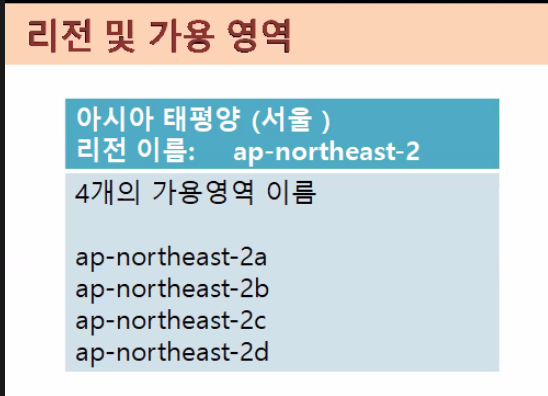 리전 및 가용 영역
아시아 태평양 (서울 )
리전 이름: ap-northeast-2
4개의 가용영역 이름
ap-northeast-2a
ap-northeast-2b
ap-northeast-2c
ap-northeast-2d